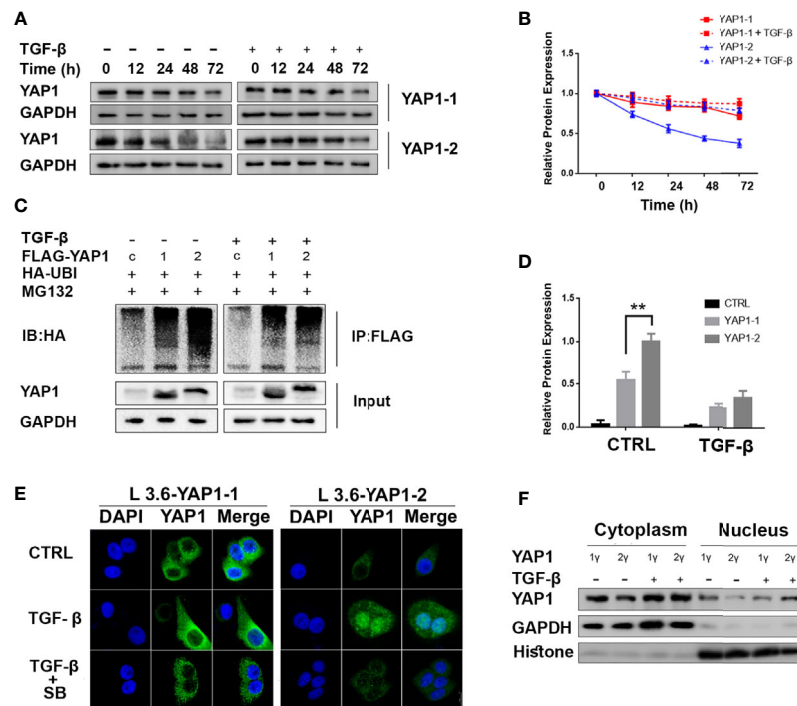 A
TGF-β – – – – – + + + + +
Time (h) 0 12 24 48 72 0 12 24 48 72
YAP1
GAPDH
YAP1-1
YAP1
GAPDH
YAP1-2
B
YAP1-1
YAP1-1 + TGF-β
YAP1-2
YAP1-2 + TGF-β
Relative Protein Expression
1.5
1.0
0.5
0.0
0 12 24 48 72
Time (h)
C
TGF-β – – – + + +
FLAG-YAP1 c 1 2 c 1 2
HA-UBI + + + + + +
MG132 + + + + + +
IB:HA
IP:FLAG
YAP1
GAPDH
Input
D
CTRL
YAP1-1
YAP1-2
**
Relative Protein Expression
1.5
1.0
0.5
0.0
CTRL TGF-β
E
L 3.6-YAP1-1 L 3.6-YAP1-2
DAPI YAP1 Merge DAPI YAP1 Merge
CTRL
TGF- β
TGF-β
+
SB
F
Cytoplasm Nucleus
YAP1 1γ 2γ 1γ 2γ 1γ 2γ 1γ 2γ
TGF-β – – + + – – + +
YAP1
GAPDH
Histone